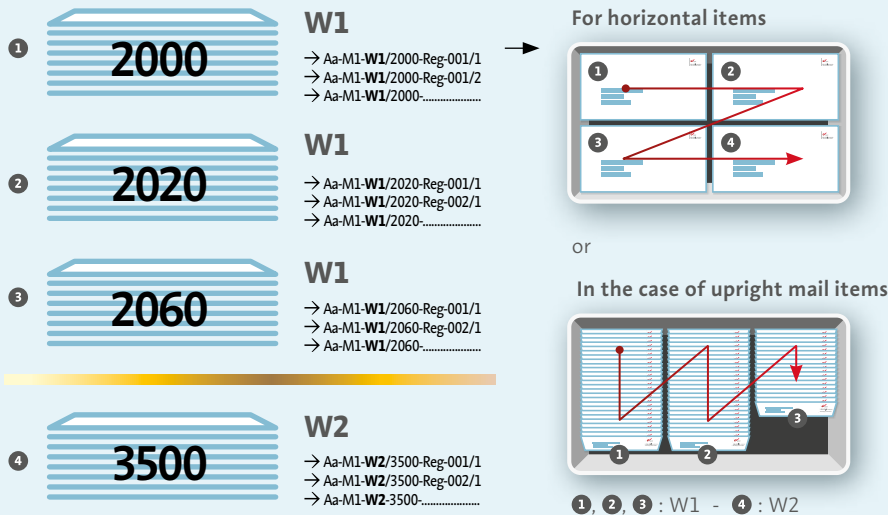 1
2000
W1
→ Aa-M1-W1/2000-Reg-001/1
→ Aa-M1-W1/2000-Reg-001/2
→ Aa-M1-W1/2000-....................
2
2020
W1
→ Aa-M1-W1/2020-Reg-001/1
→ Aa-M1-W1/2020-Reg-002/1
→ Aa-M1-W1/2020-.....................
3
2060
W1
→ Aa-M1-W1/2060-Reg-001/1
→ Aa-M1-W1/2060-Reg-002/1
→ Aa-M1-W1/2060-.....................
4
3500
W2
→ Aa-M1-W2/3500-Reg-001/1
→ Aa-M1-W2/3500-Reg-002/1
→ Aa-M1-W2-3500-.....................
For horizontal items
1 2
3 4
or
In the case of upright mail items
1 2 3
1, 2, 3 : W1 - 4 : W2